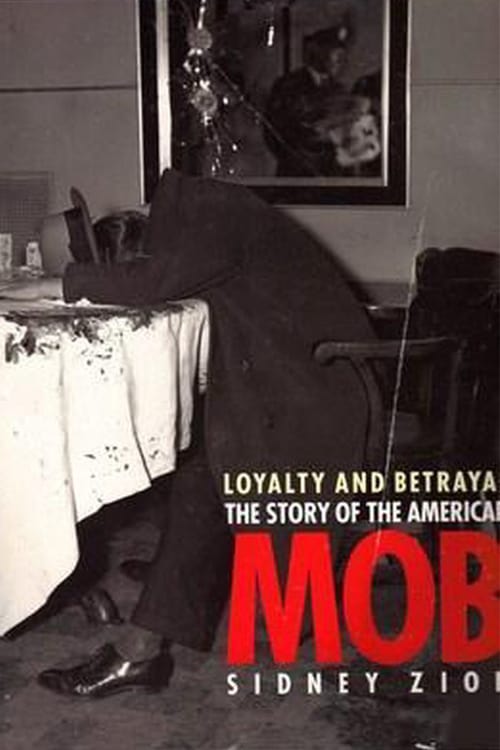 LOYALTY AND BETRAYA
THE STORY OF THE AMERICA
MOB
SIDNEY ZIO